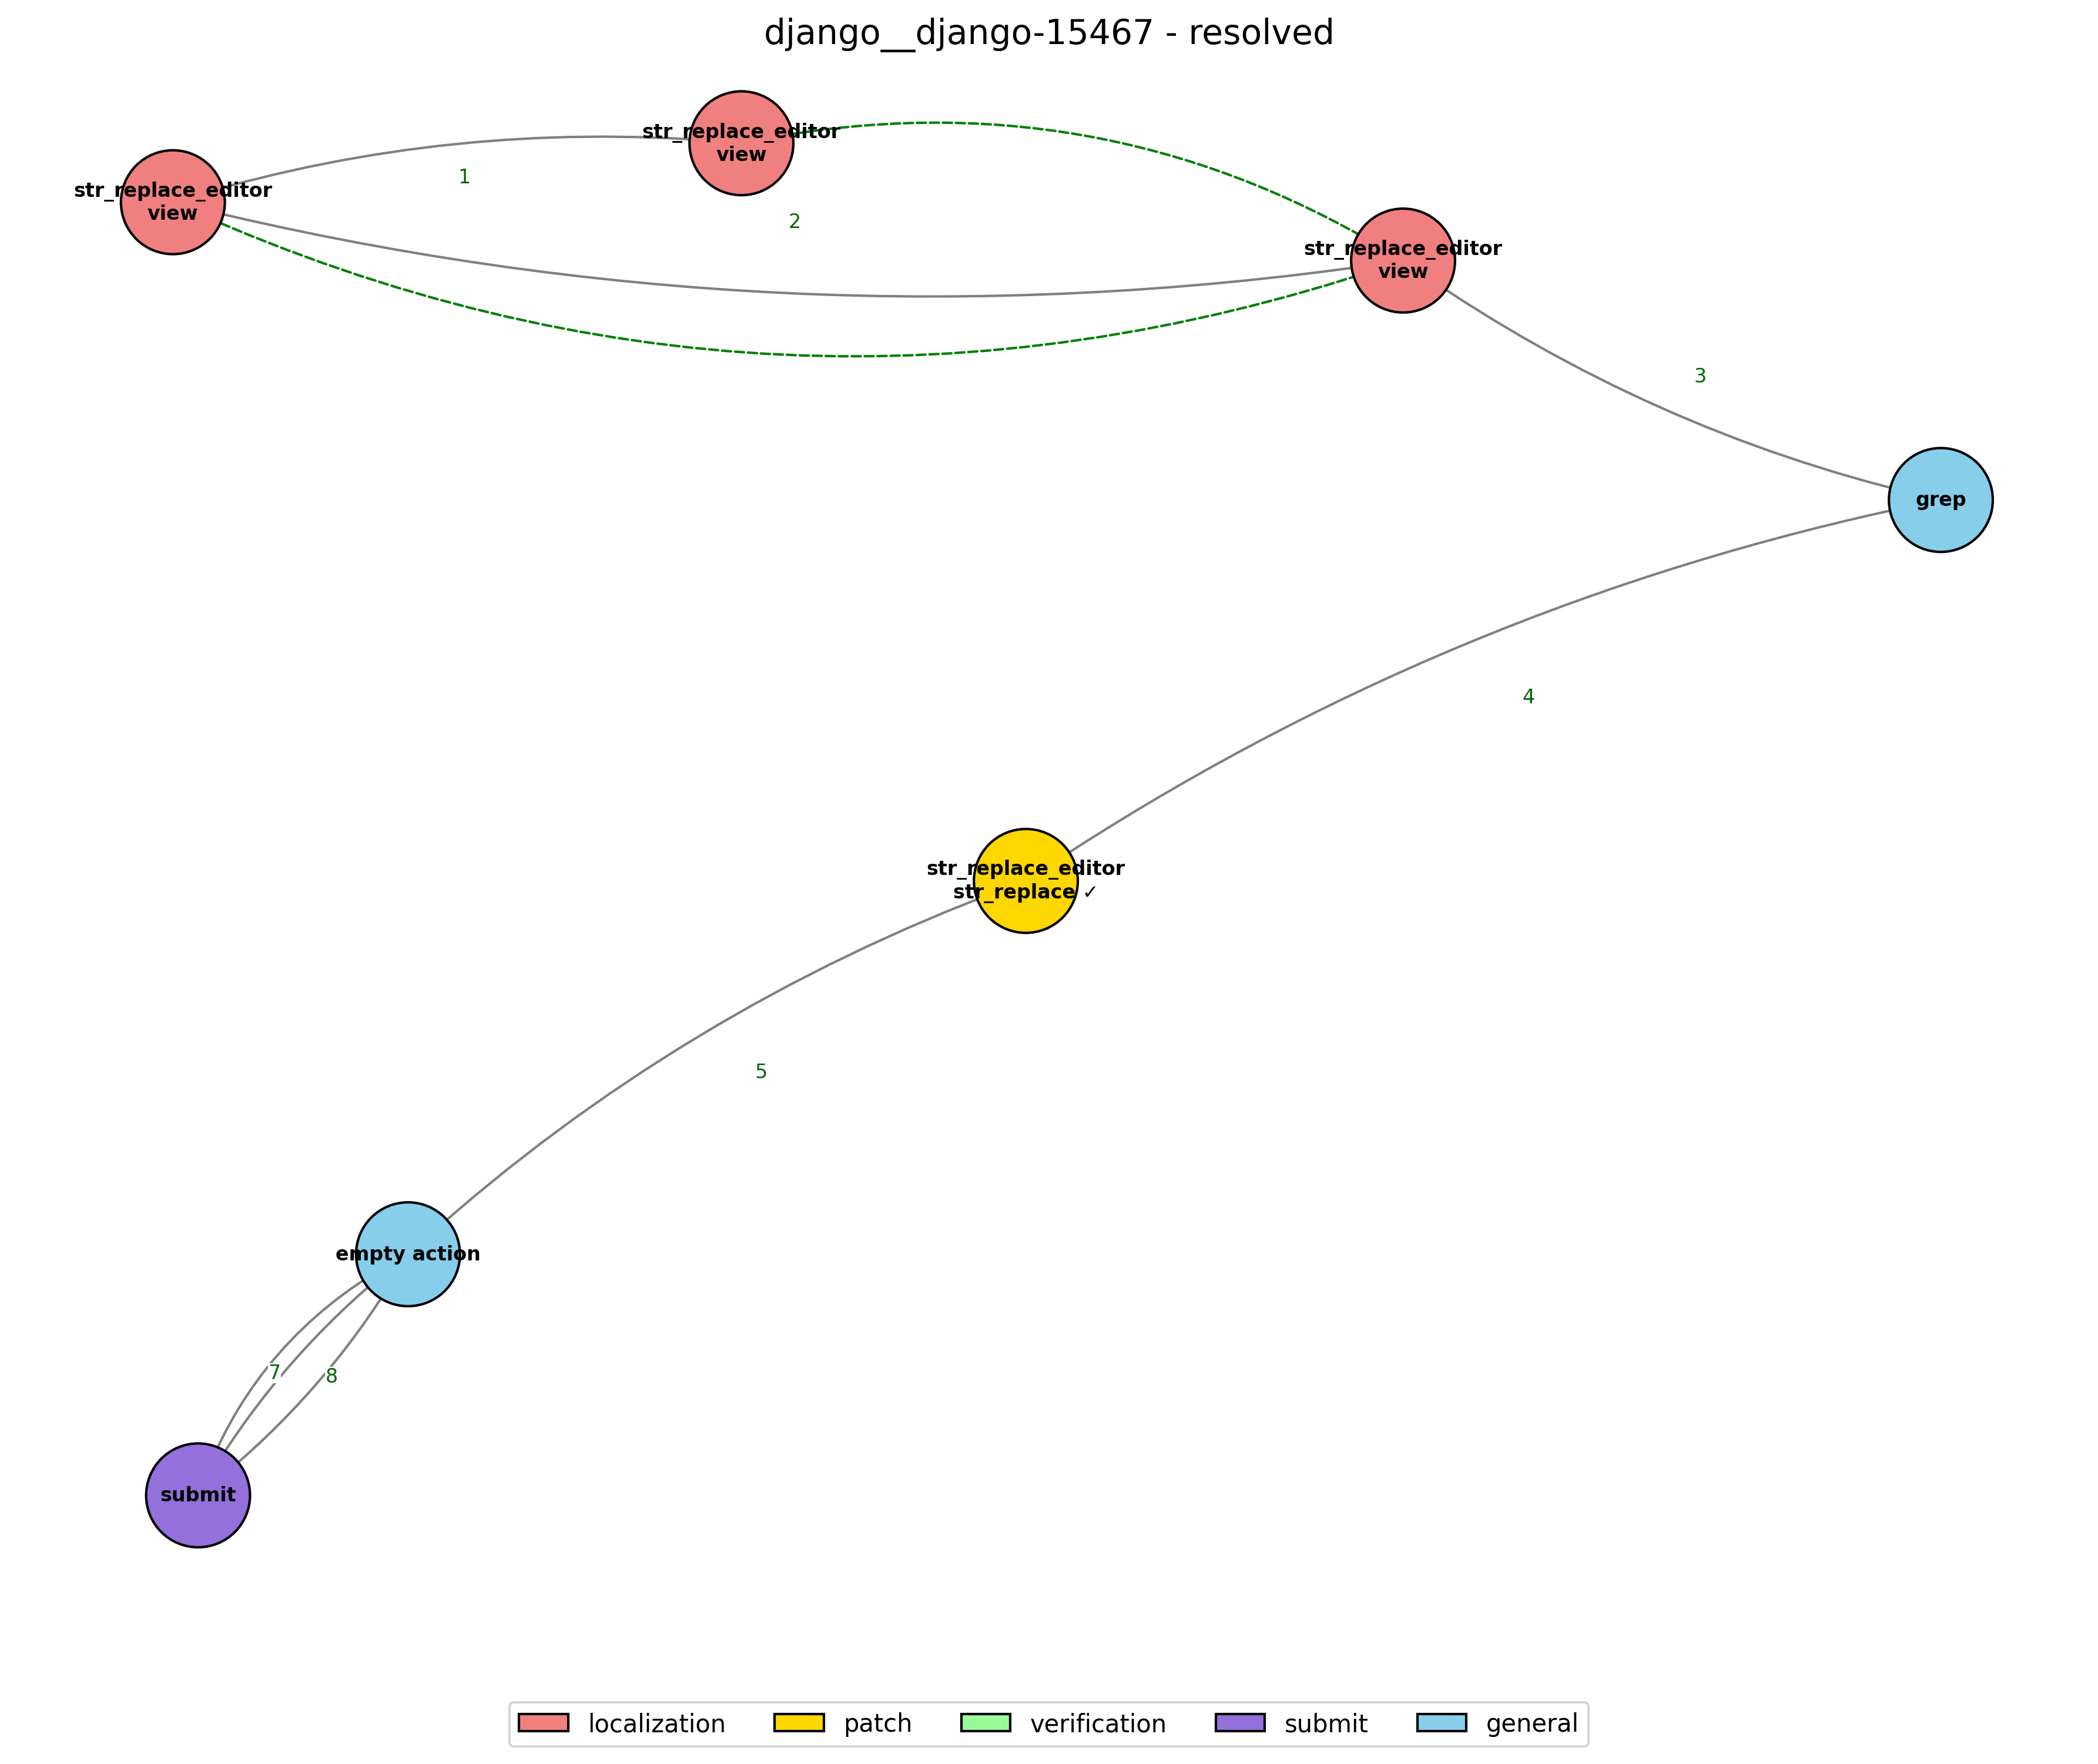 django__django-15467 - resolved
str_replace_editor
view
1
str_replace_editor
view
2
str_replace_editor
view
3
grep
4
str_replace_editor
str_replace ✓
5
empty action
7
8
submit
localization
patch
verification
submit
general